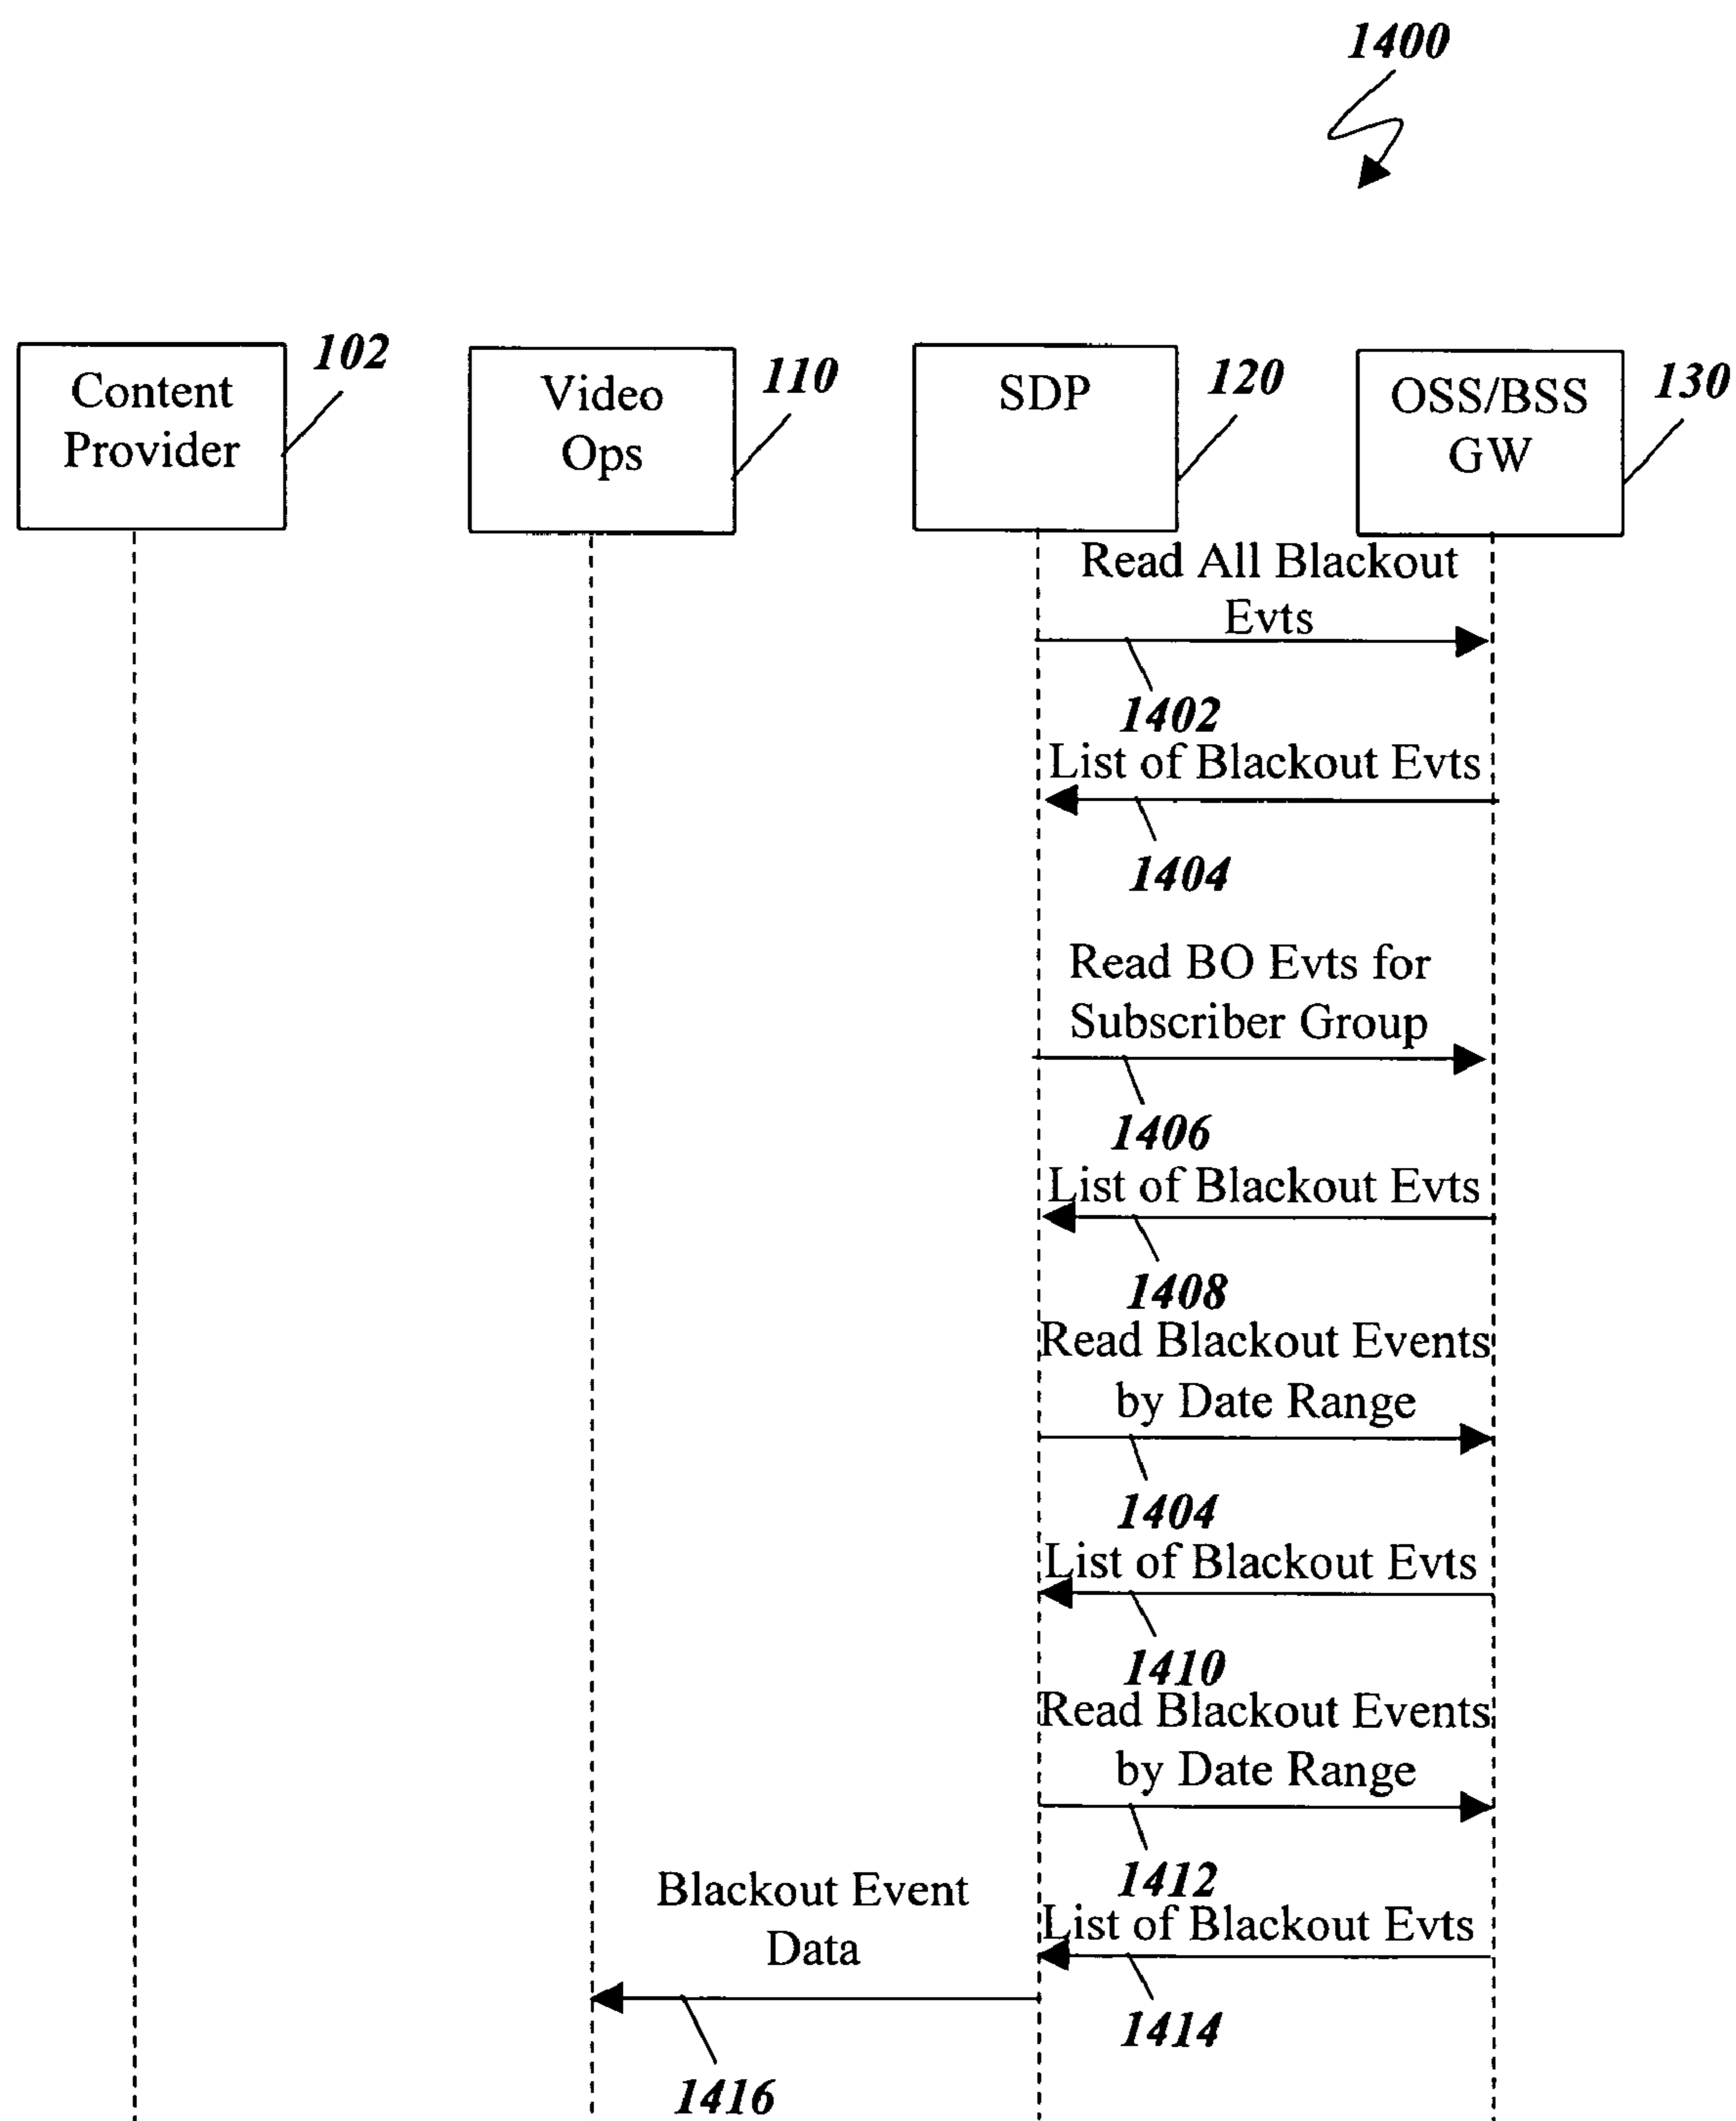 1400
Content
Provider
102
Video
Ops
110
SDP
120
OSS/BSS
GW
130
Read All Blackout
Evts
1402
List of Blackout Evts
1404
Read BO Evts for
Subscriber Group
1406
List of Blackout Evts
1408
Read Blackout Events
by Date Range
1404
List of Blackout Evts
1410
Read Blackout Events
by Date Range
1412
List of Blackout Evts
1414
Blackout Event
Data
1416